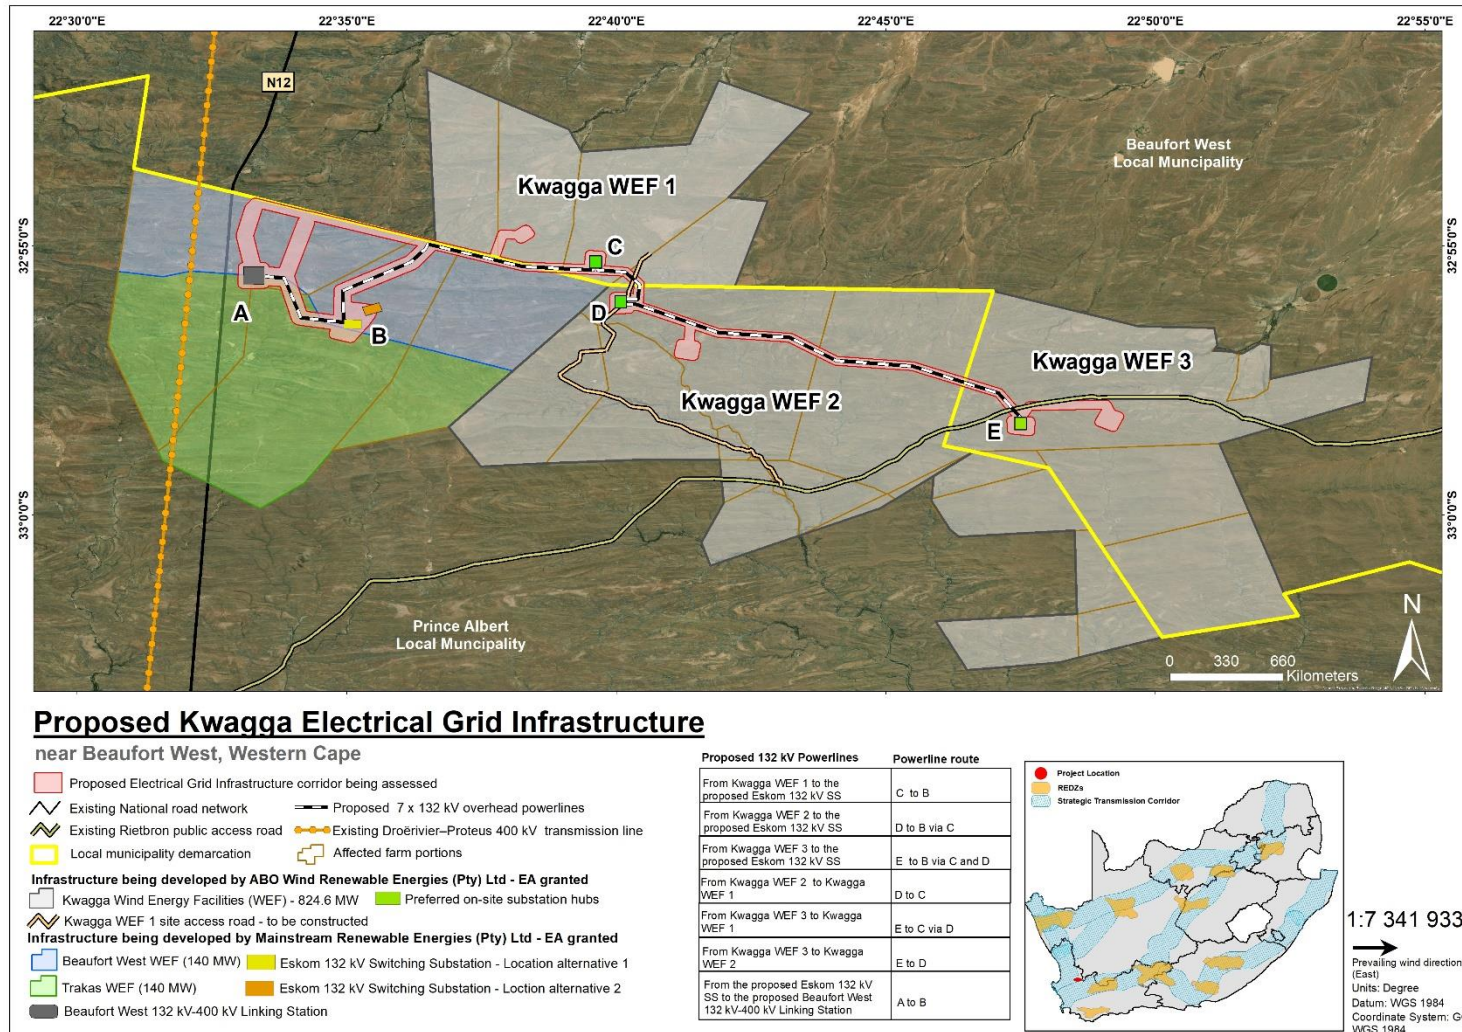 22°30'0"E
22°35'0"E
22°40'0"E
22°45'0"E
22°50'0"E
22°55'0"E
N12
Beaufort West
Local Muncipality
Kwagga WEF 1
32°55'0"S
32°55'0"S
C
A
D
B
Kwagga WEF 3
Kwagga WEF 2
E
33°0'0"S
33°0'0"S
Prince Albert
Local Muncipality
N
0 330 660
Kilometers
Proposed Kwagga Electrical Grid Infrastructure
near Beaufort West, Western Cape
Proposed Electrical Grid Infrastructure corridor being assessed
Existing National road network
Proposed 7 x 132 kV overhead powerlines
Existing Rietbron public access road
Existing Droërivier–Proteus 400 kV transmission line
Local municipality demarcation
Affected farm portions
Infrastructure being developed by ABO Wind Renewable Energies (Pty) Ltd - EA granted
Kwagga Wind Energy Facilities (WEF) - 824.6 MW
Preferred on-site substation hubs
Kwagga WEF 1 site access road - to be constructed
Infrastructure being developed by Mainstream Renewable Energies (Pty) Ltd - EA granted
Beaufort West WEF (140 MW)
Eskom 132 kV Switching Substation - Location alternative 1
Trakas WEF (140 MW)
Eskom 132 kV Switching Substation - Loction alternative 2
Beaufort West 132 kV-400 kV Linking Station
Proposed 132 kV Powerlines
Powerline route
From Kwagga WEF 1 to the
proposed Eskom 132 kV SS
C to B
From Kwagga WEF 2 to the
proposed Eskom 132 kV SS
D to B via C
From Kwagga WEF 3 to the
proposed Eskom 132 kV SS
E to B via C and D
From Kwagga WEF 2 to Kwagga
WEF 1
D to C
From Kwagga WEF 3 to Kwagga
WEF 1
E to C via D
From Kwagga WEF 3 to Kwagga
WEF 2
E to D
From the proposed Eskom 132 kV
SS to the proposed Beaufort West
132 kV-400 kV Linking Station
A to B
Project Location
REDZs
Strategic Transmission Corridor
1:7 341 933
Prevailing wind direction
(East)
Units: Degree
Datum: WGS 1984
Coordinate System: G
WGS 1984